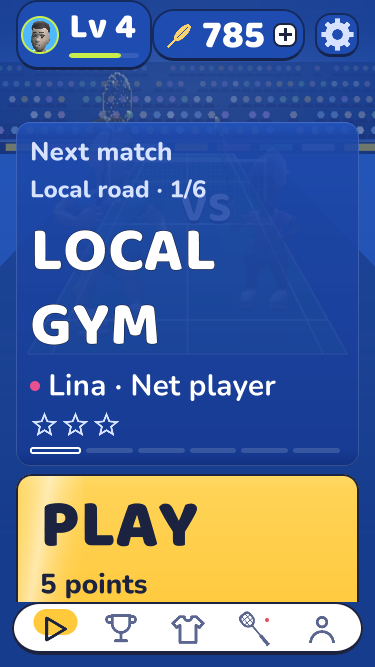 Lv 4
785
Next match
Local road · 1/6
VS
LOCAL
GYM
Lina · Net player
PLAY
5 points